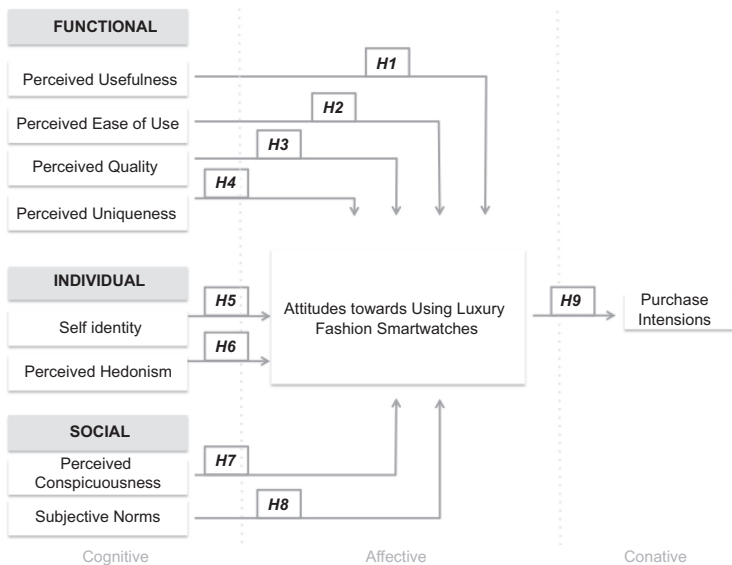 FUNCTIONAL
Perceived Usefulness
H1
Perceived Ease of Use
H2
Perceived Quality
H3
Perceived Uniqueness
H4
INDIVIDUAL
Self identity
H5
Perceived Hedonism
H6
Attitudes towards Using Luxury
Fashion Smartwatches
H9
Purchase
Intensions
SOCIAL
Perceived
Conspicuousness
H7
Subjective Norms
H8
Cognitive
Affective
Conative